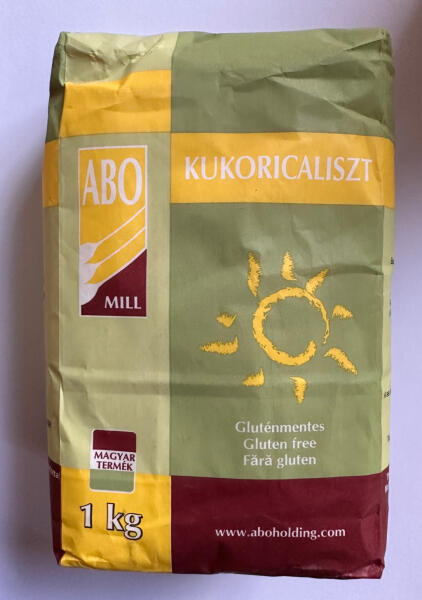 ABO
MILL
KUKORICALISZT
Gluténmentes
Gluten free
Fără gluten
MAGYAR
TERMÉK
1 kg
www.aboholding.com